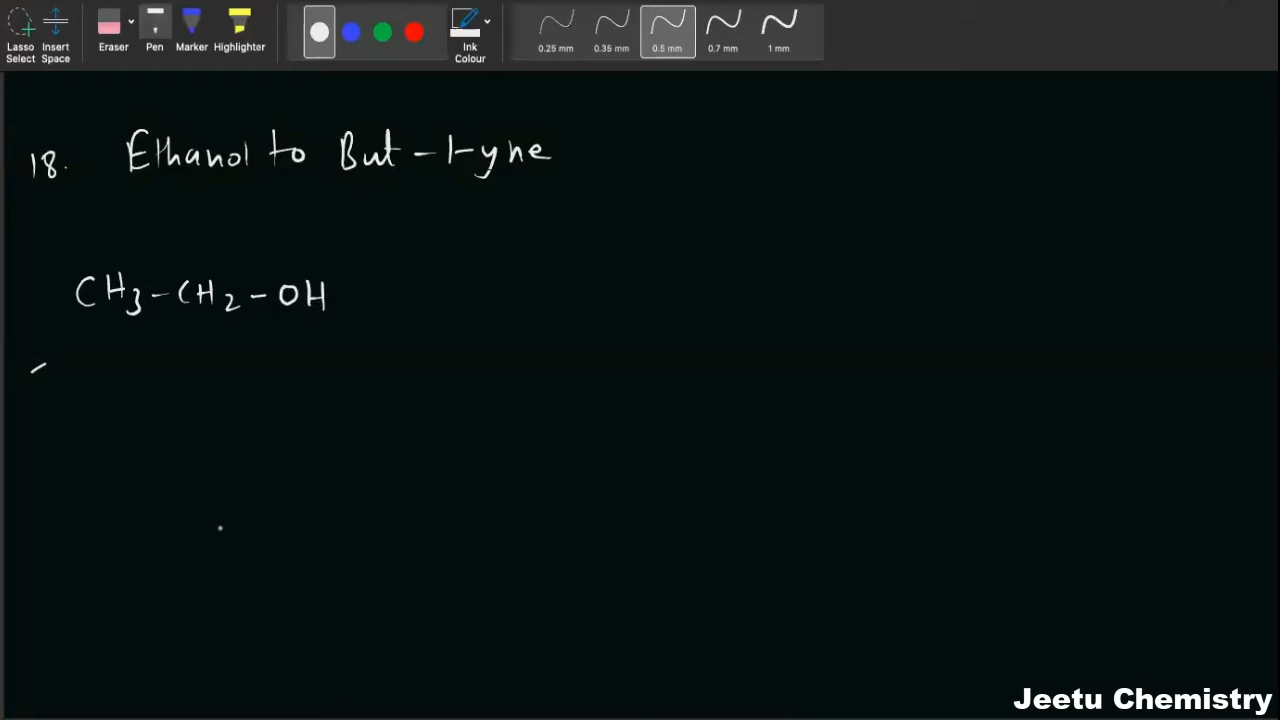 Lasso Select
Insert Space
Eraser
Pen
Marker
Highlighter
Ink Colour
0.25 mm
0.35 mm
0.5 mm
0.7 mm
1 mm
18. Ethanol to But-1-yne
CH3-CH2-OH
Jeetu Chemistry